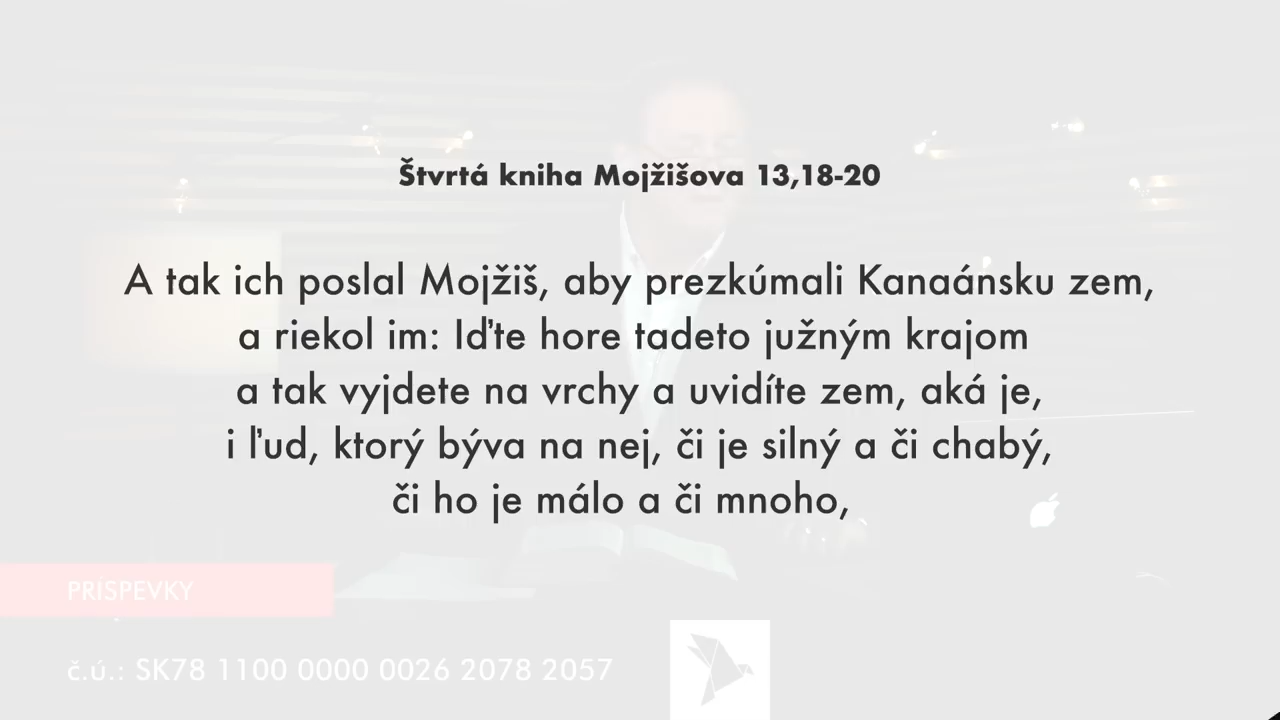 Štvrtá kniha Mojžišova 13,18-20
A tak ich poslal Mojžiš, aby prezkúmali Kanaánsku zem,
a riekol im: Iďte hore tadeto južným krajom
a tak vyjdete na vrchy a uvidíte zem, aká je,
i ľud, ktorý býva na nej, či je silný a či chabý,
či ho je málo a či mnoho,
PRÍSPEVKY
č.ú.: SK78 1100 0000 0026 2078 2057